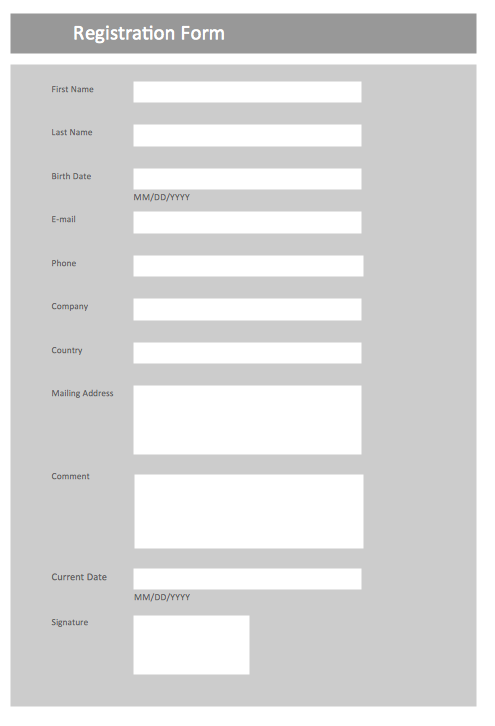 Registration Form
First Name
Last Name
Birth Date
MM/DD/YYYY
E-mail
Phone
Company
Country
Mailing Address
Comment
Current Date
MM/DD/YYYY
Signature